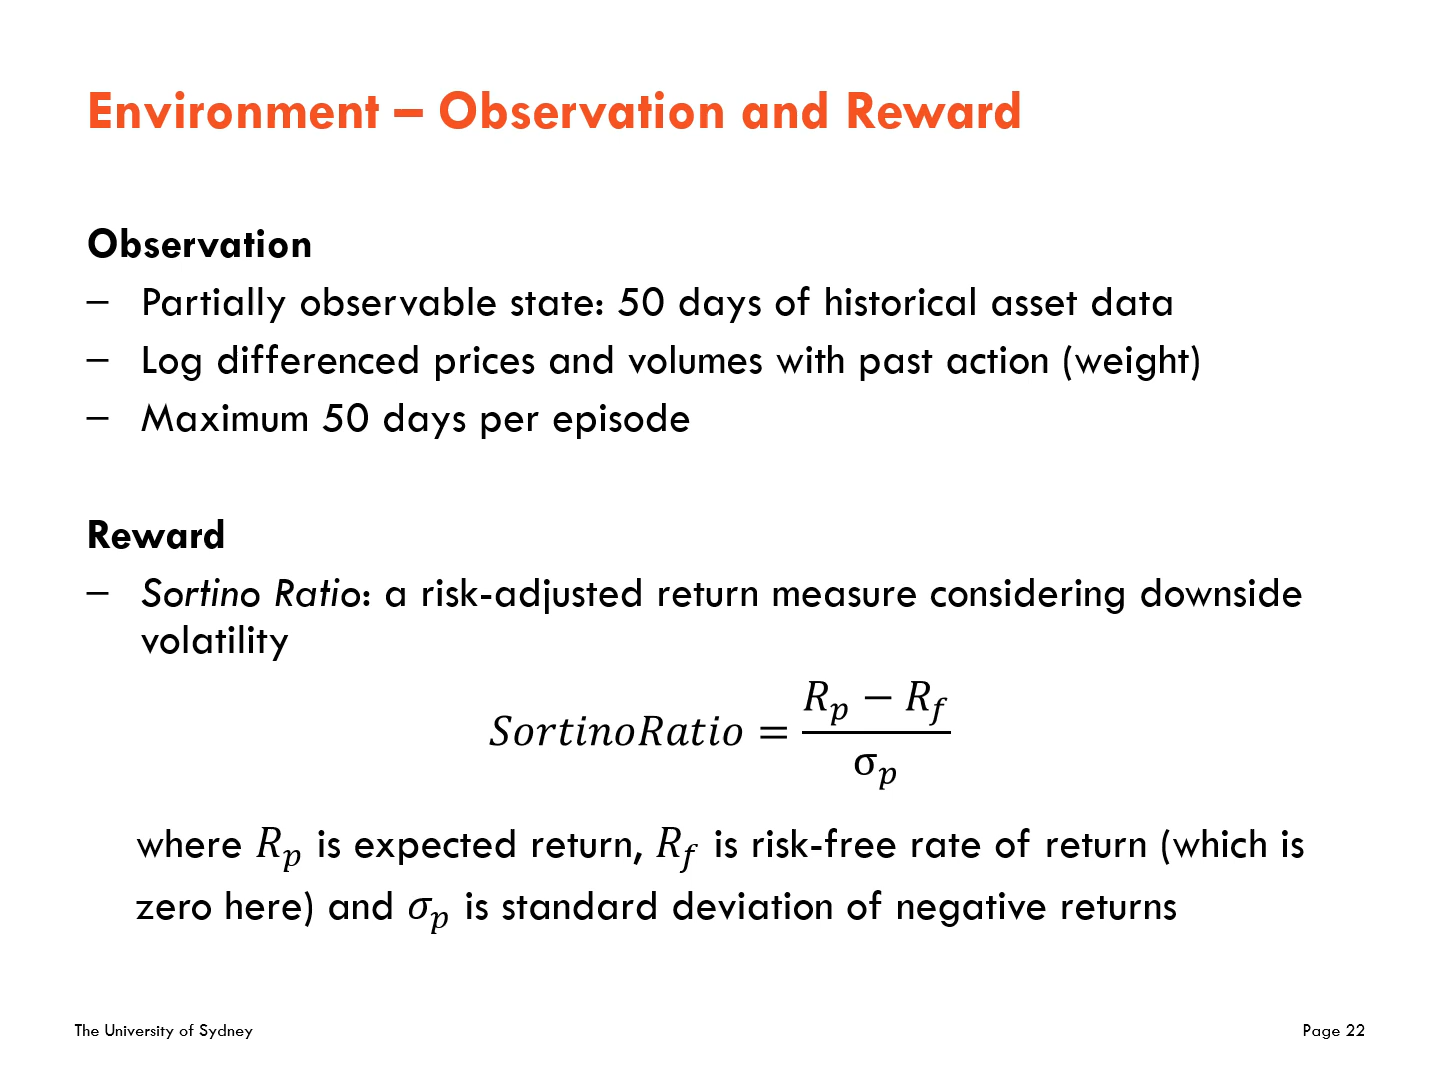 Environment – Observation and Reward
Observation
– Partially observable state: 50 days of historical asset data
– Log differenced prices and volumes with past action (weight)
– Maximum 50 days per episode
Reward
– Sortino Ratio: a risk-adjusted return measure considering downside
volatility
SortinoRatio = (R_p − R_f) / σ_p
where R_p is expected return, R_f is risk-free rate of return (which is
zero here) and σ_p is standard deviation of negative returns
The University of Sydney
Page 22